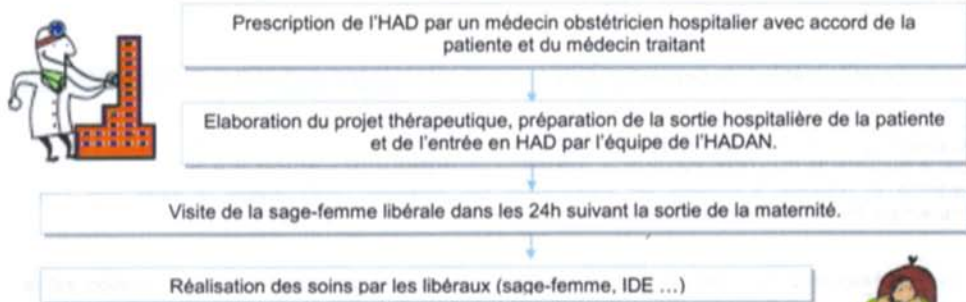 Prescription de l'HAD par un médecin obstétricien hospitalier avec accord de la
patiente et du médecin traitant
Elaboration du projet thérapeutique, préparation de la sortie hospitalière de la patiente
et de l'entrée en HAD par l'équipe de l'HADAN.
Visite de la sage-femme libérale dans les 24h suivant la sortie de la maternité.
Réalisation des soins par les libéraux (sage-femme, IDE ...)